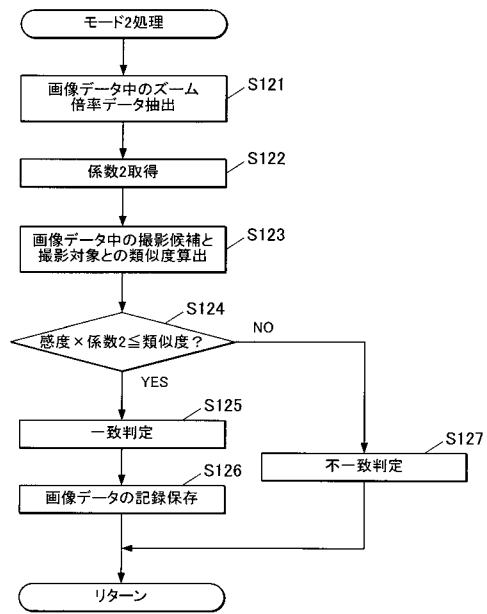 モード2処理
画像データ中のズーム
倍率データ抽出
S121
係数2取得
S122
画像データ中の撮影候補と
撮影対象との類似度算出
S123
S124
感度×係数2≦類似度?
NO
YES
S125
一致判定
S127
不一致判定
S126
画像データの記録保存
リターン